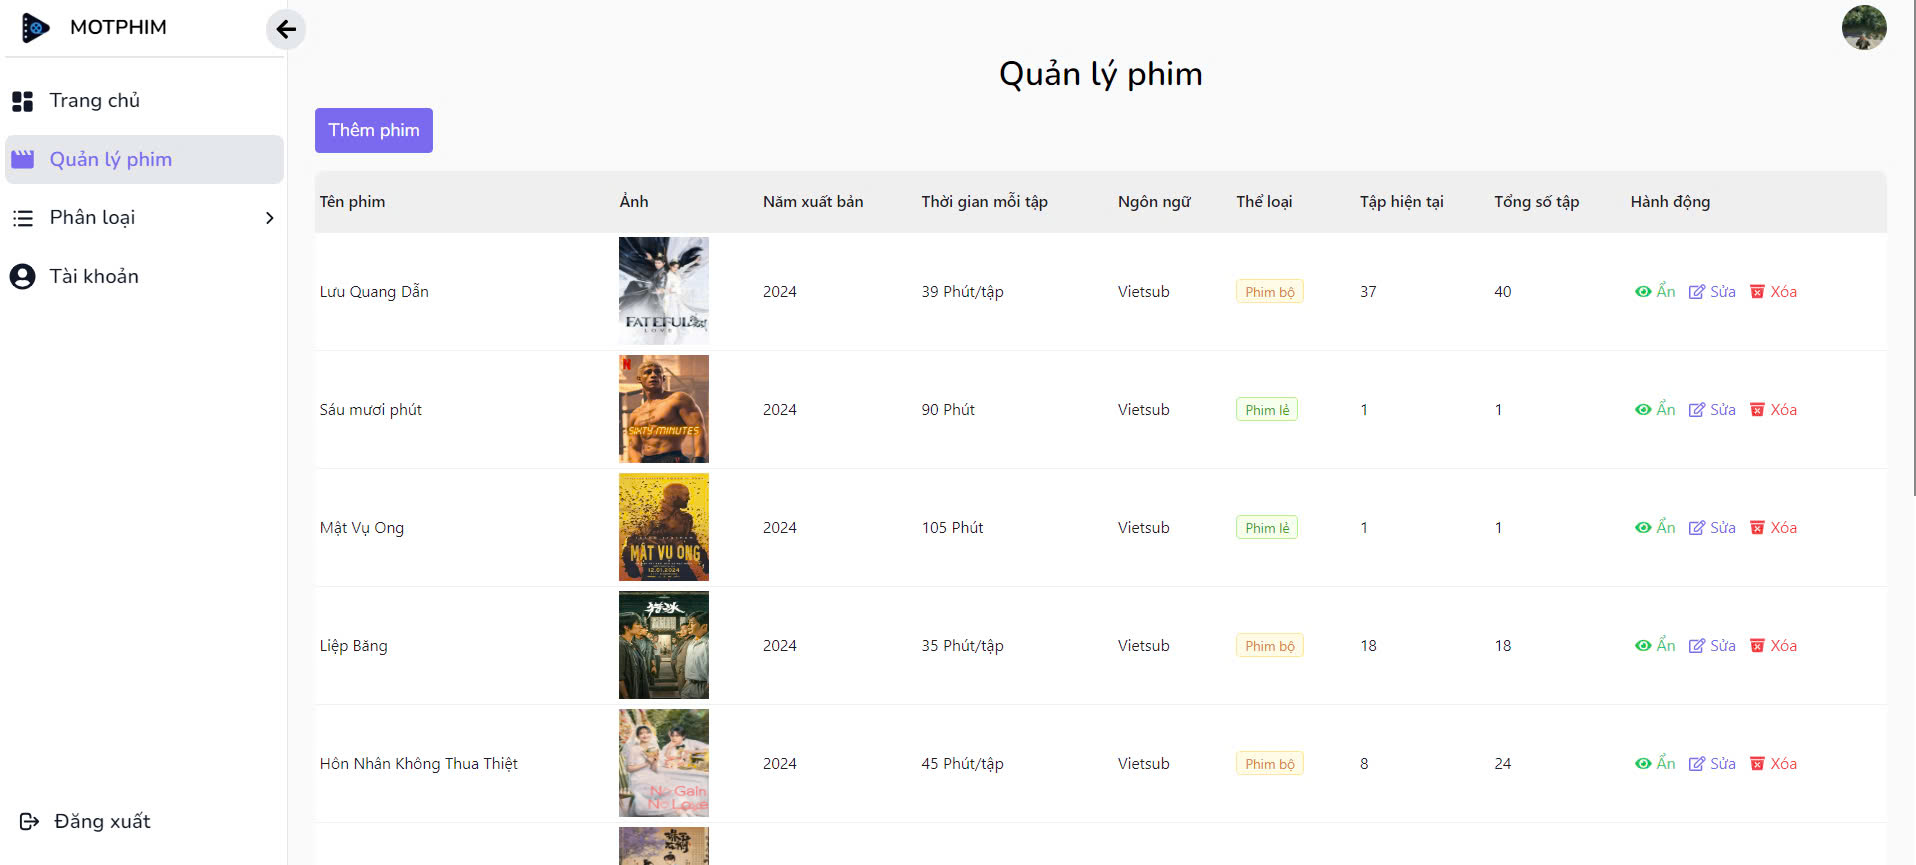 MOTPHIM
Trang chủ
Quản lý phim
Phân loại
Tài khoản
Đăng xuất
Quản lý phim
Thêm phim
Tên phim Ảnh Năm xuất bản Thời gian mỗi tập Ngôn ngữ Thể loại Tập hiện tại Tổng số tập Hành động
Lưu Quang Dẫn 2024 39 Phút/tập Vietsub Phim bộ 37 40 Ẩn Sửa Xóa
FATEFUL
LOVE
Sáu mươi phút 2024 90 Phút Vietsub Phim lẻ 1 1 Ẩn Sửa Xóa
N
SIXTY MINUTES
Mật Vụ Ong 2024 105 Phút Vietsub Phim lẻ 1 1 Ẩn Sửa Xóa
MẬT VỤ ONG
12.01.2024
Liệp Băng 2024 35 Phút/tập Vietsub Phim bộ 18 18 Ẩn Sửa Xóa
Hôn Nhân Không Thua Thiệt 2024 45 Phút/tập Vietsub Phim bộ 8 24 Ẩn Sửa Xóa
No Gain
No Love